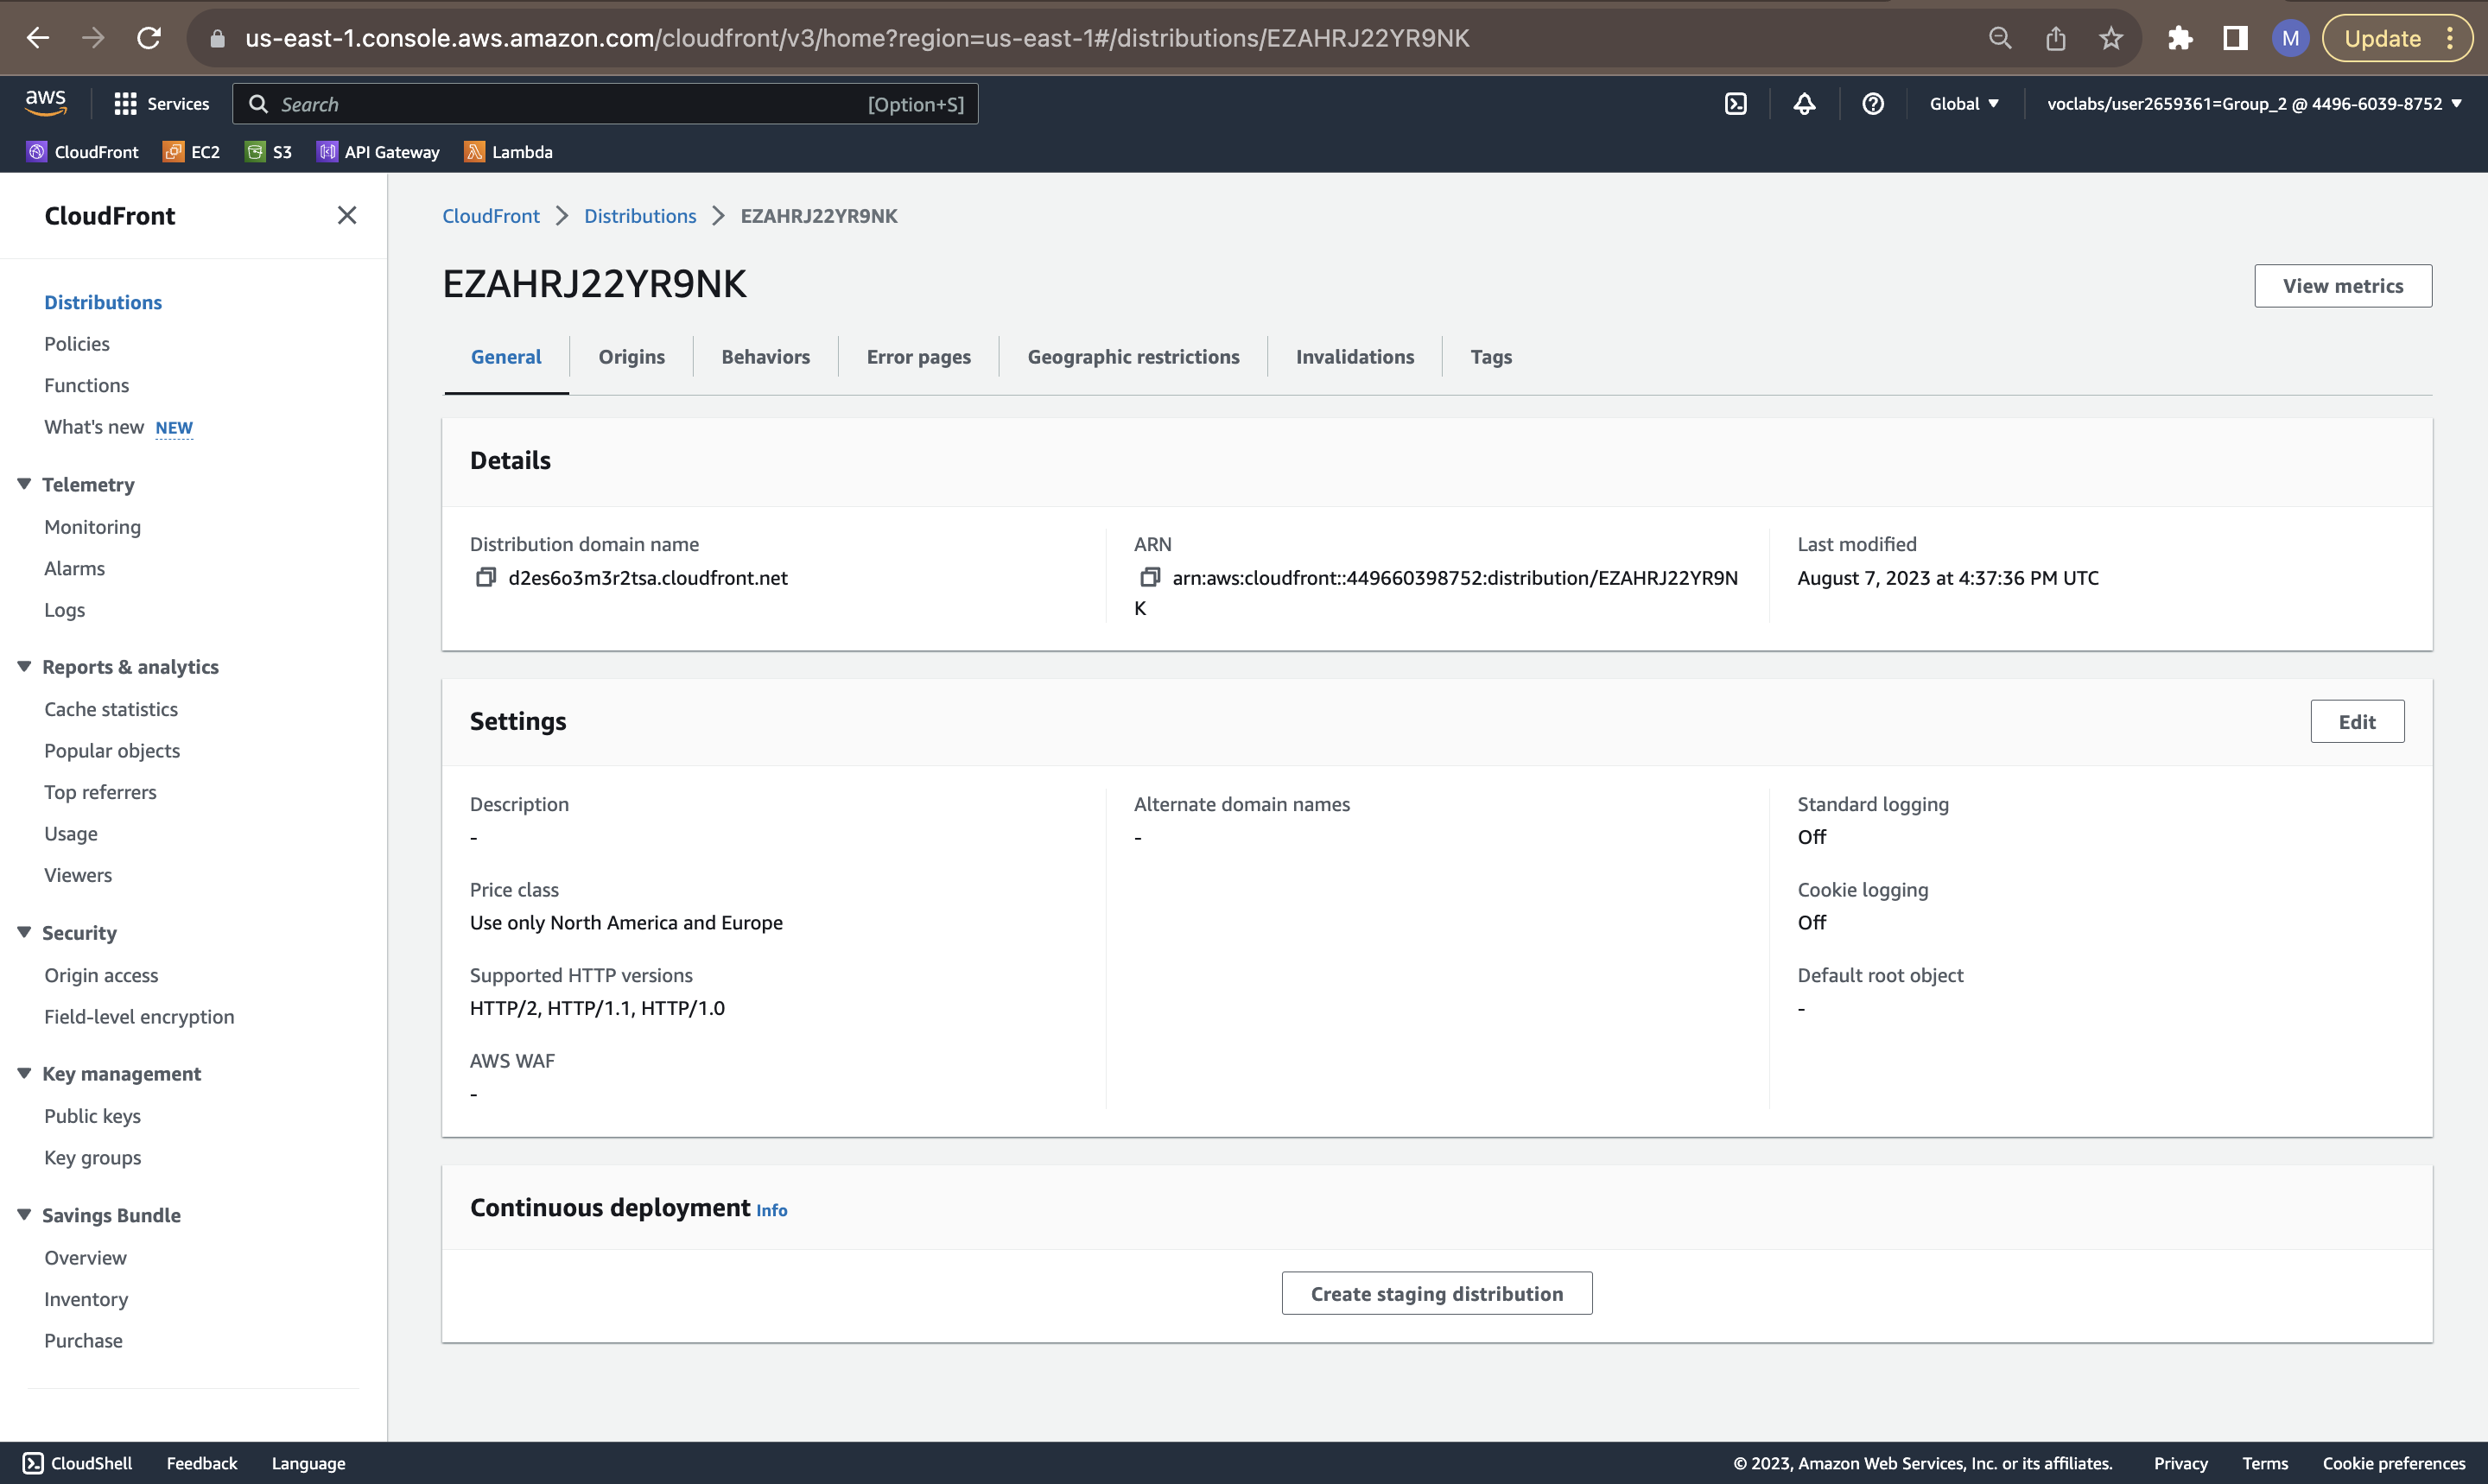 us-east-1.console.aws.amazon.com/cloudfront/v3/home?region=us-east-1#/distributions/EZAHRJ22YR9NK
M
Update
aws
Services
Search
[Option+S]
Global
voclabs/user2659361=Group_2 @ 4496-6039-8752
CloudFront
EC2
S3
API Gateway
Lambda
CloudFront
Distributions
Policies
Functions
What's new NEW
Telemetry
Monitoring
Alarms
Logs
Reports & analytics
Cache statistics
Popular objects
Top referrers
Usage
Viewers
Security
Origin access
Field-level encryption
Key management
Public keys
Key groups
Savings Bundle
Overview
Inventory
Purchase
CloudFront > Distributions > EZAHRJ22YR9NK
EZAHRJ22YR9NK
View metrics
General
Origins
Behaviors
Error pages
Geographic restrictions
Invalidations
Tags
Details
Distribution domain name
d2es6o3m3r2tsa.cloudfront.net
ARN
arn:aws:cloudfront::449660398752:distribution/EZAHRJ22YR9N
K
Last modified
August 7, 2023 at 4:37:36 PM UTC
Settings
Edit
Description
-
Price class
Use only North America and Europe
Supported HTTP versions
HTTP/2, HTTP/1.1, HTTP/1.0
AWS WAF
-
Alternate domain names
-
Standard logging
Off
Cookie logging
Off
Default root object
-
Continuous deployment Info
Create staging distribution
CloudShell
Feedback
Language
© 2023, Amazon Web Services, Inc. or its affiliates.
Privacy
Terms
Cookie preferences